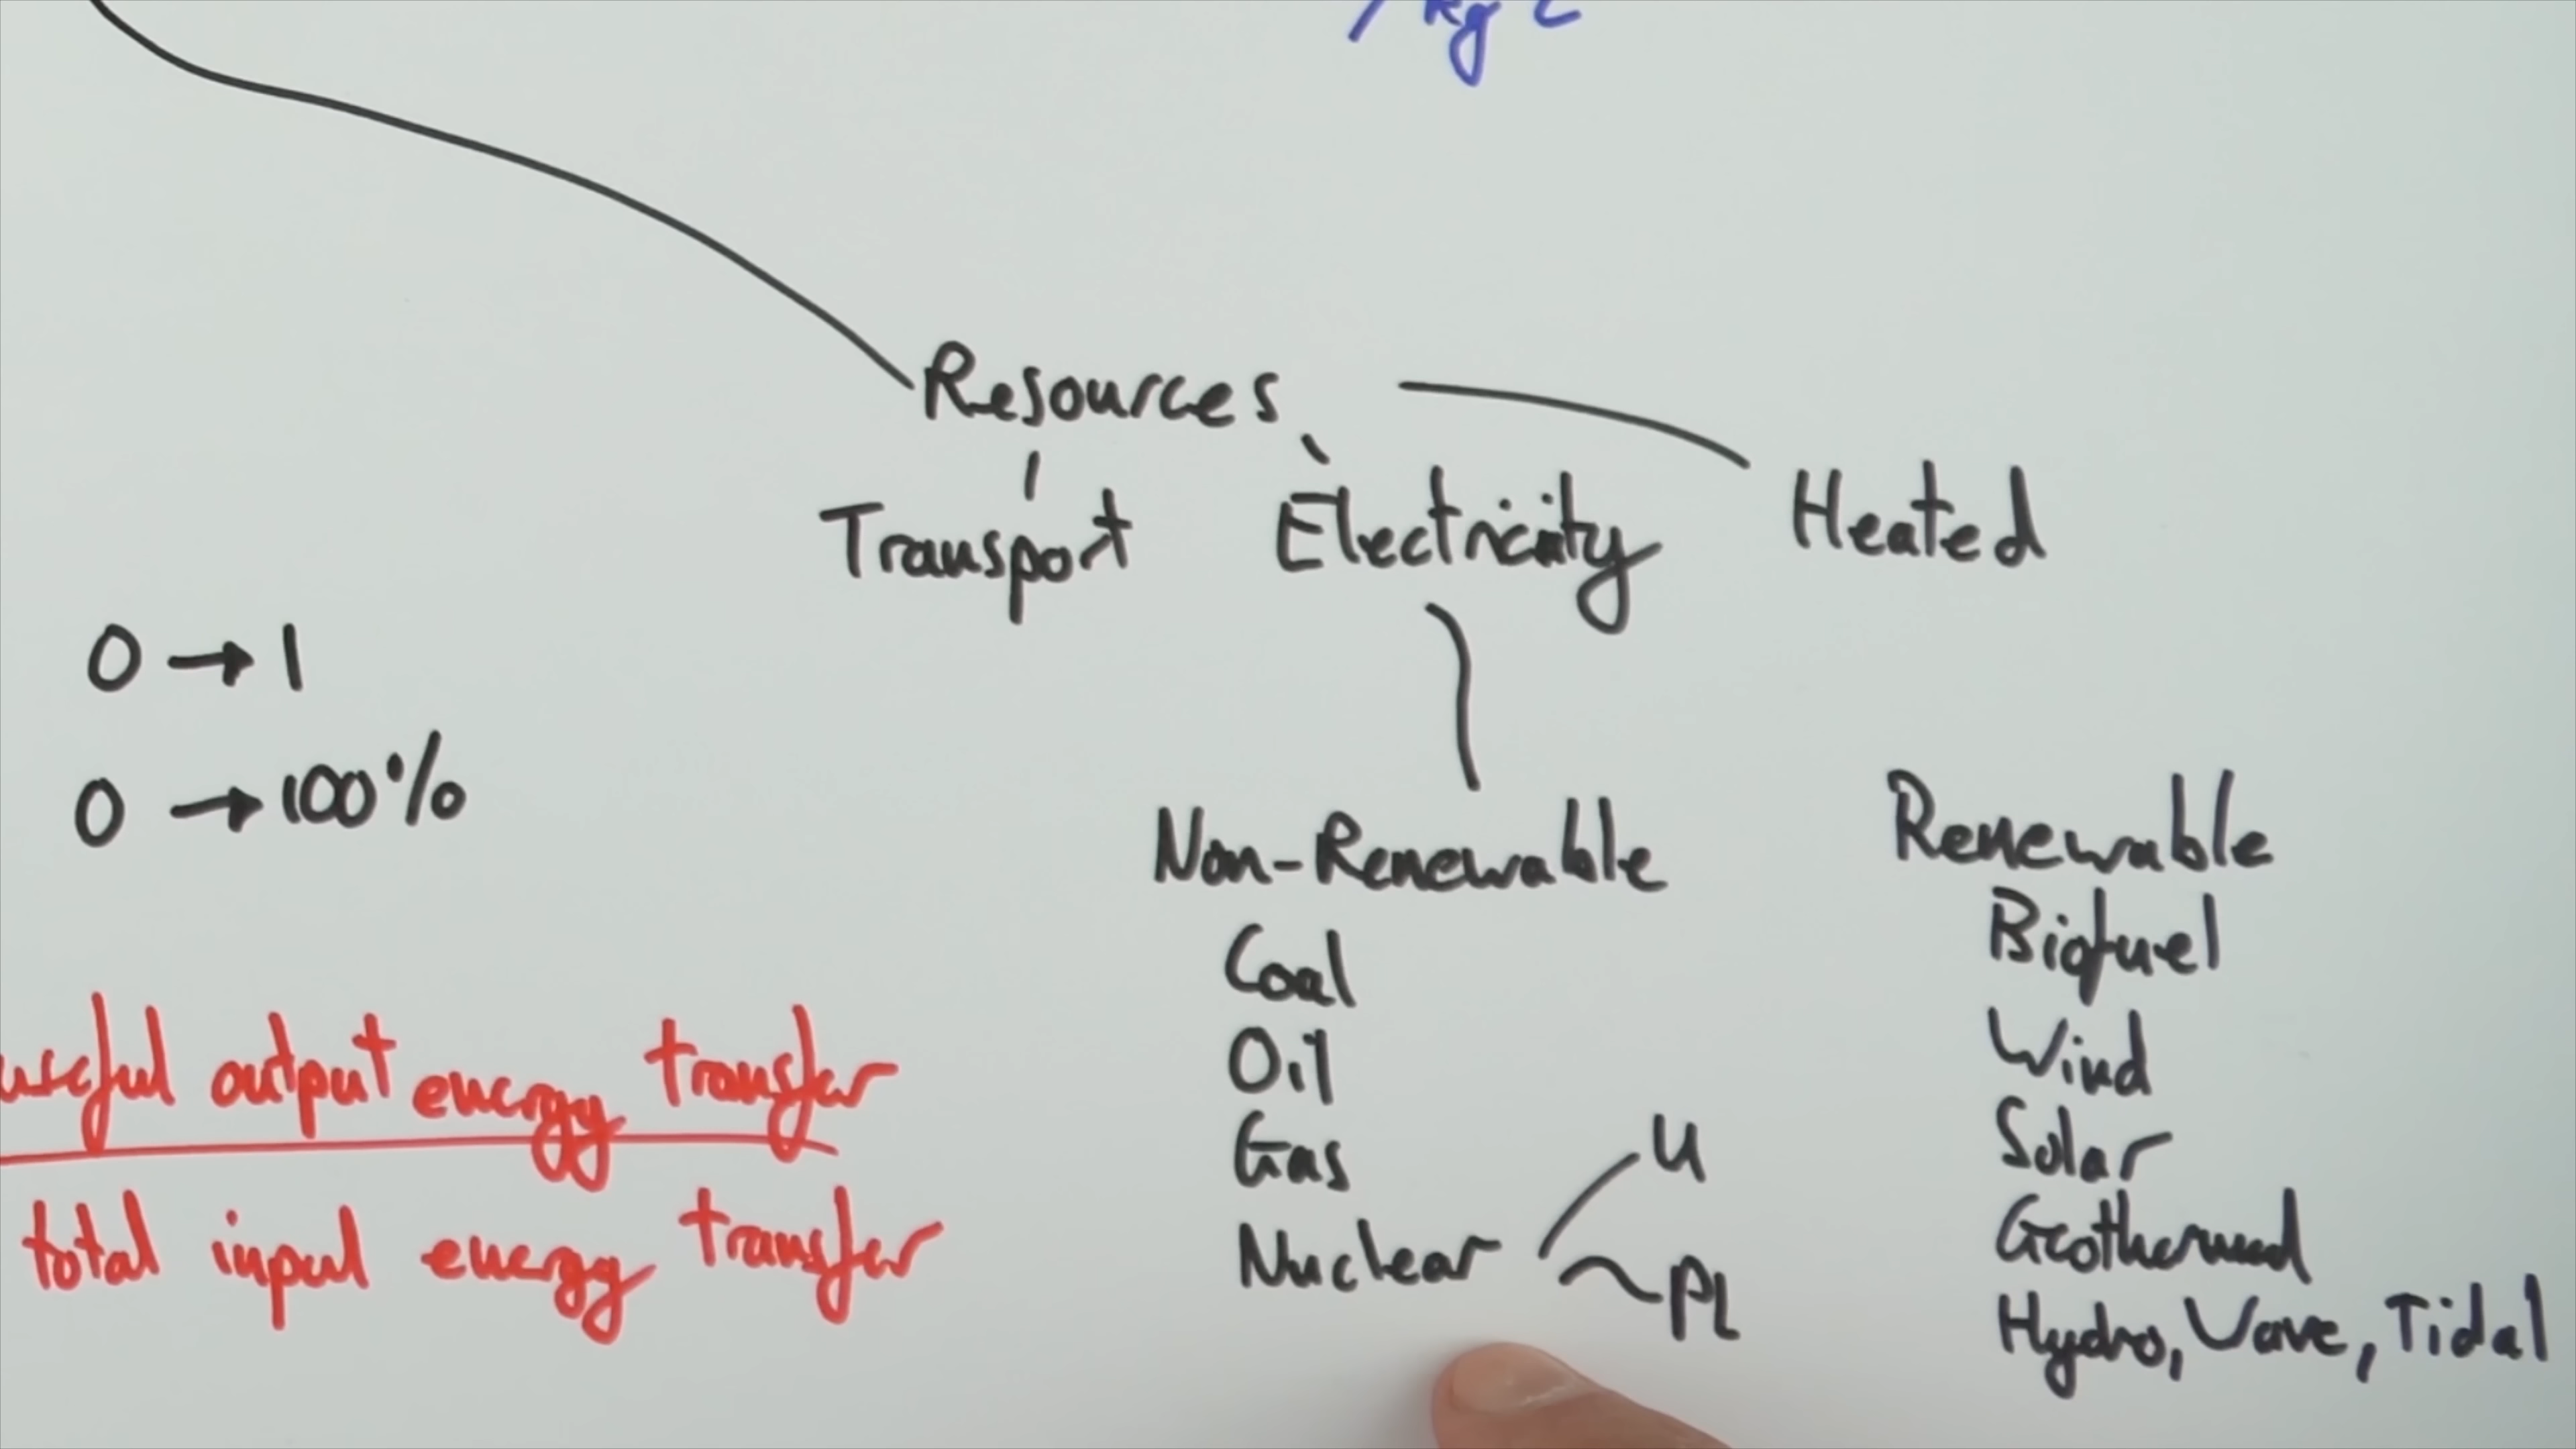 Resources
Transport Electricity Heated
0 → 1
0 → 100%
Non-Renewable
Coal
Oil
Gas
Nuclear
U
PL
Renewable
Biofuel
Wind
Solar
Geothermal
Hydro, Wave, Tidal
useful output energy transfer
total input energy transfer